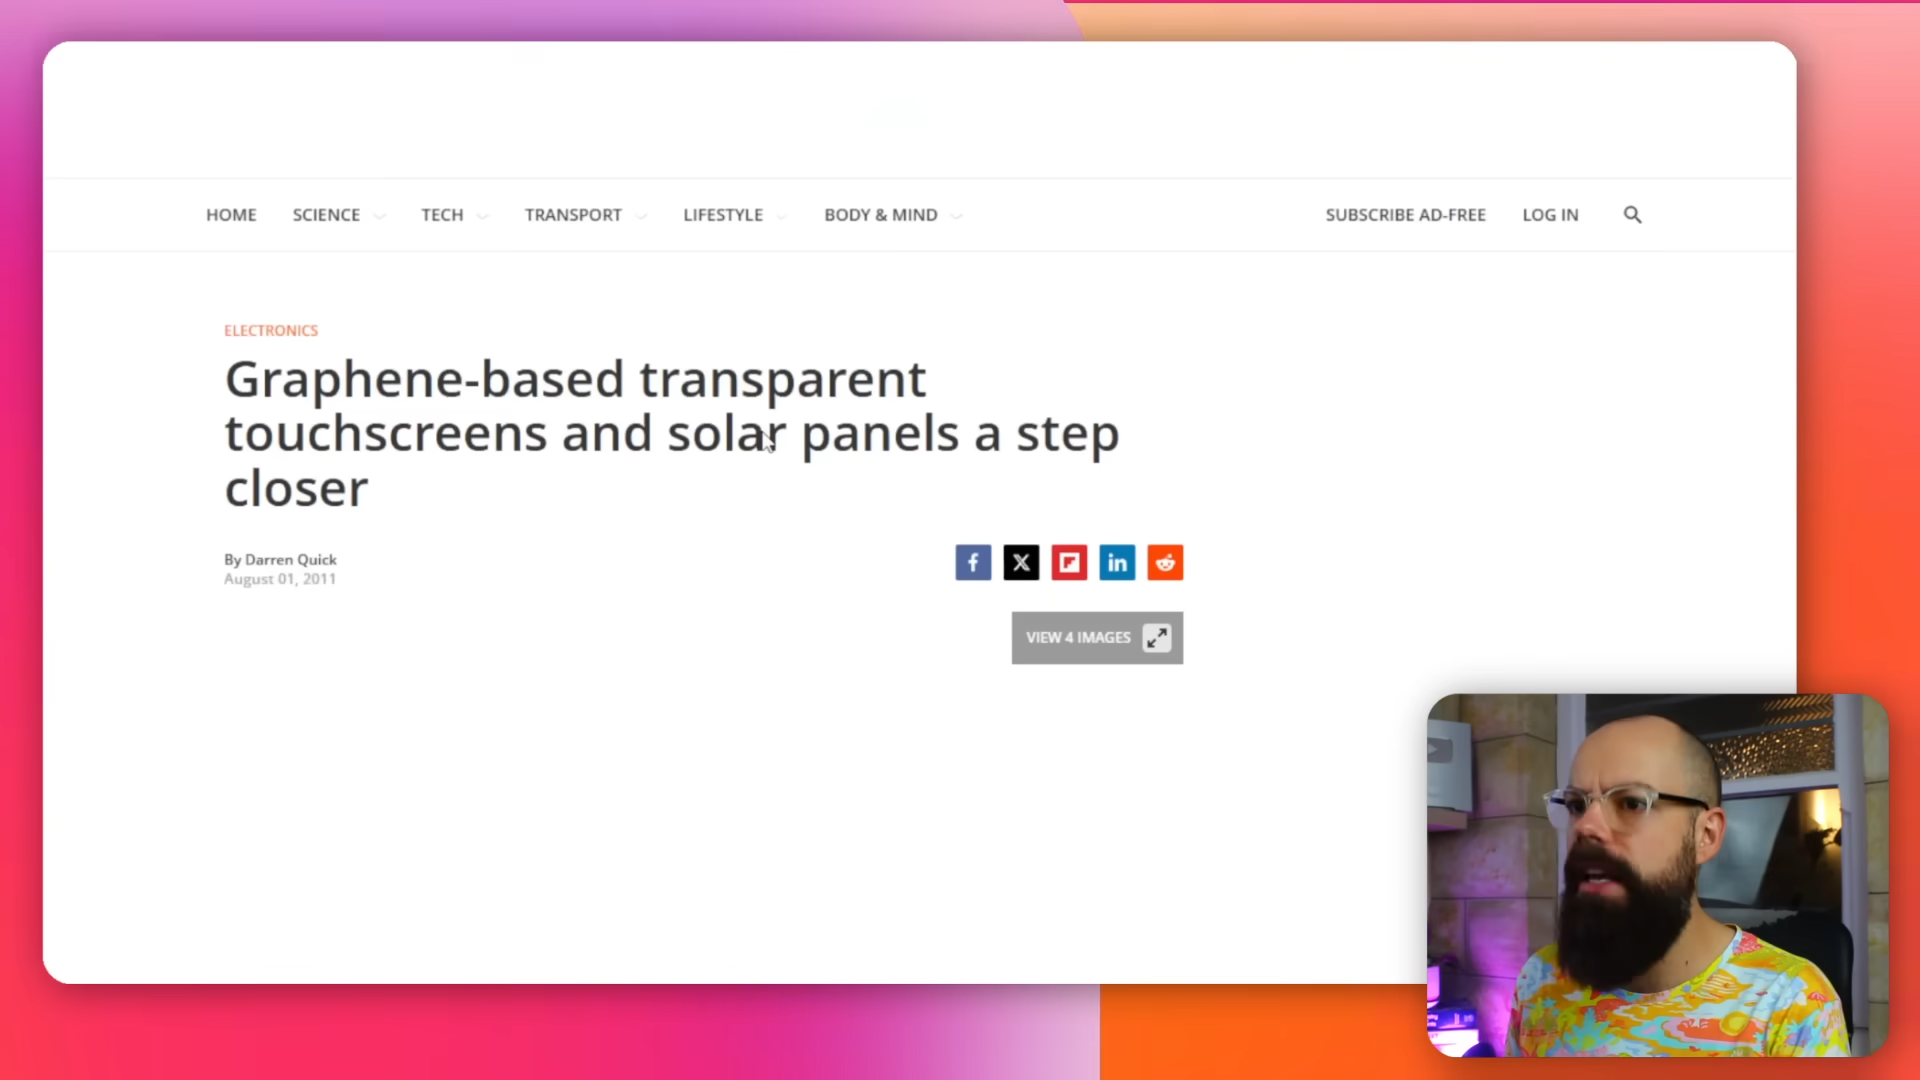 HOME SCIENCE TECH TRANSPORT LIFESTYLE BODY & MIND SUBSCRIBE AD-FREE LOG IN
ELECTRONICS
Graphene-based transparent
touchscreens and solar panels a step
closer
By Darren Quick
August 01, 2011
VIEW 4 IMAGES